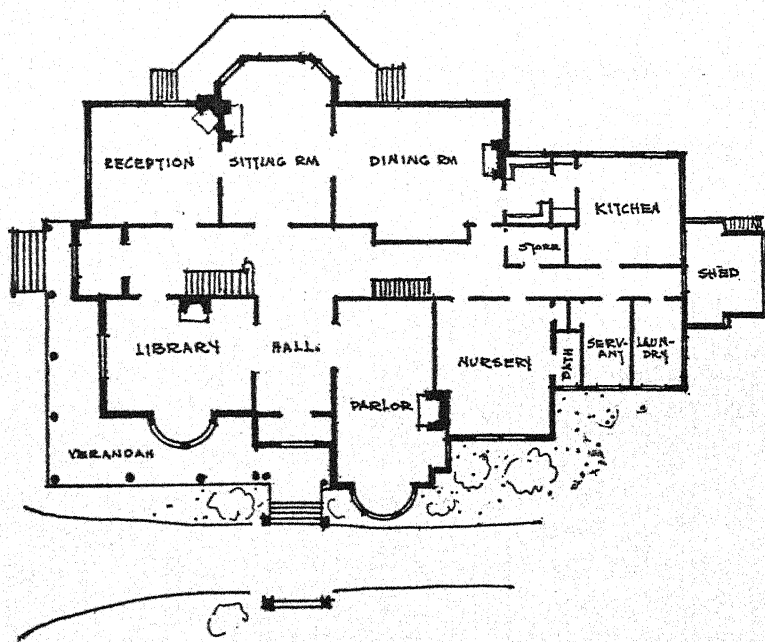 RECEPTION
SITTING RM
DINING RM
KITCHEN
STORE
SHED
LIBRARY
HALL.
NURSERY
BATH
SERV-
ANT
LAUN-
DRY
PARLOR
VERANDAH